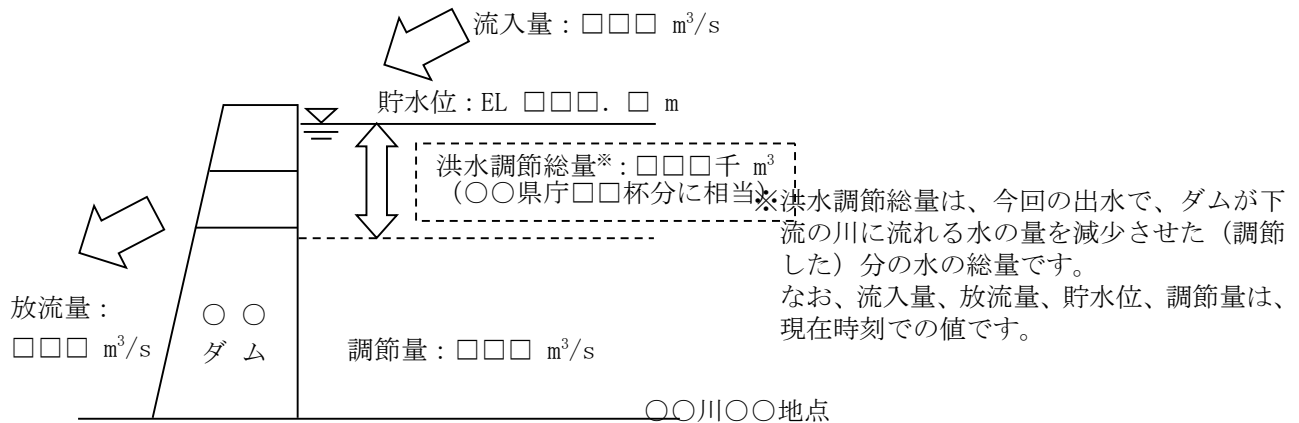 流入量：□□□ m³/s
貯水位：EL □□□．□ m
洪水調節総量※：□□□千 m³
（○○県庁□□杯分に相当）
※洪水調節総量は、今回の出水で、ダムが下
流の川に流れる水の量を減少させた（調節
した）分の水の総量です。
なお、流入量、放流量、貯水位、調節量は、
現在時刻での値です。
放流量：
□□□ m³/s
○○
ダム
調節量：□□□ m³/s
○○川○○地点